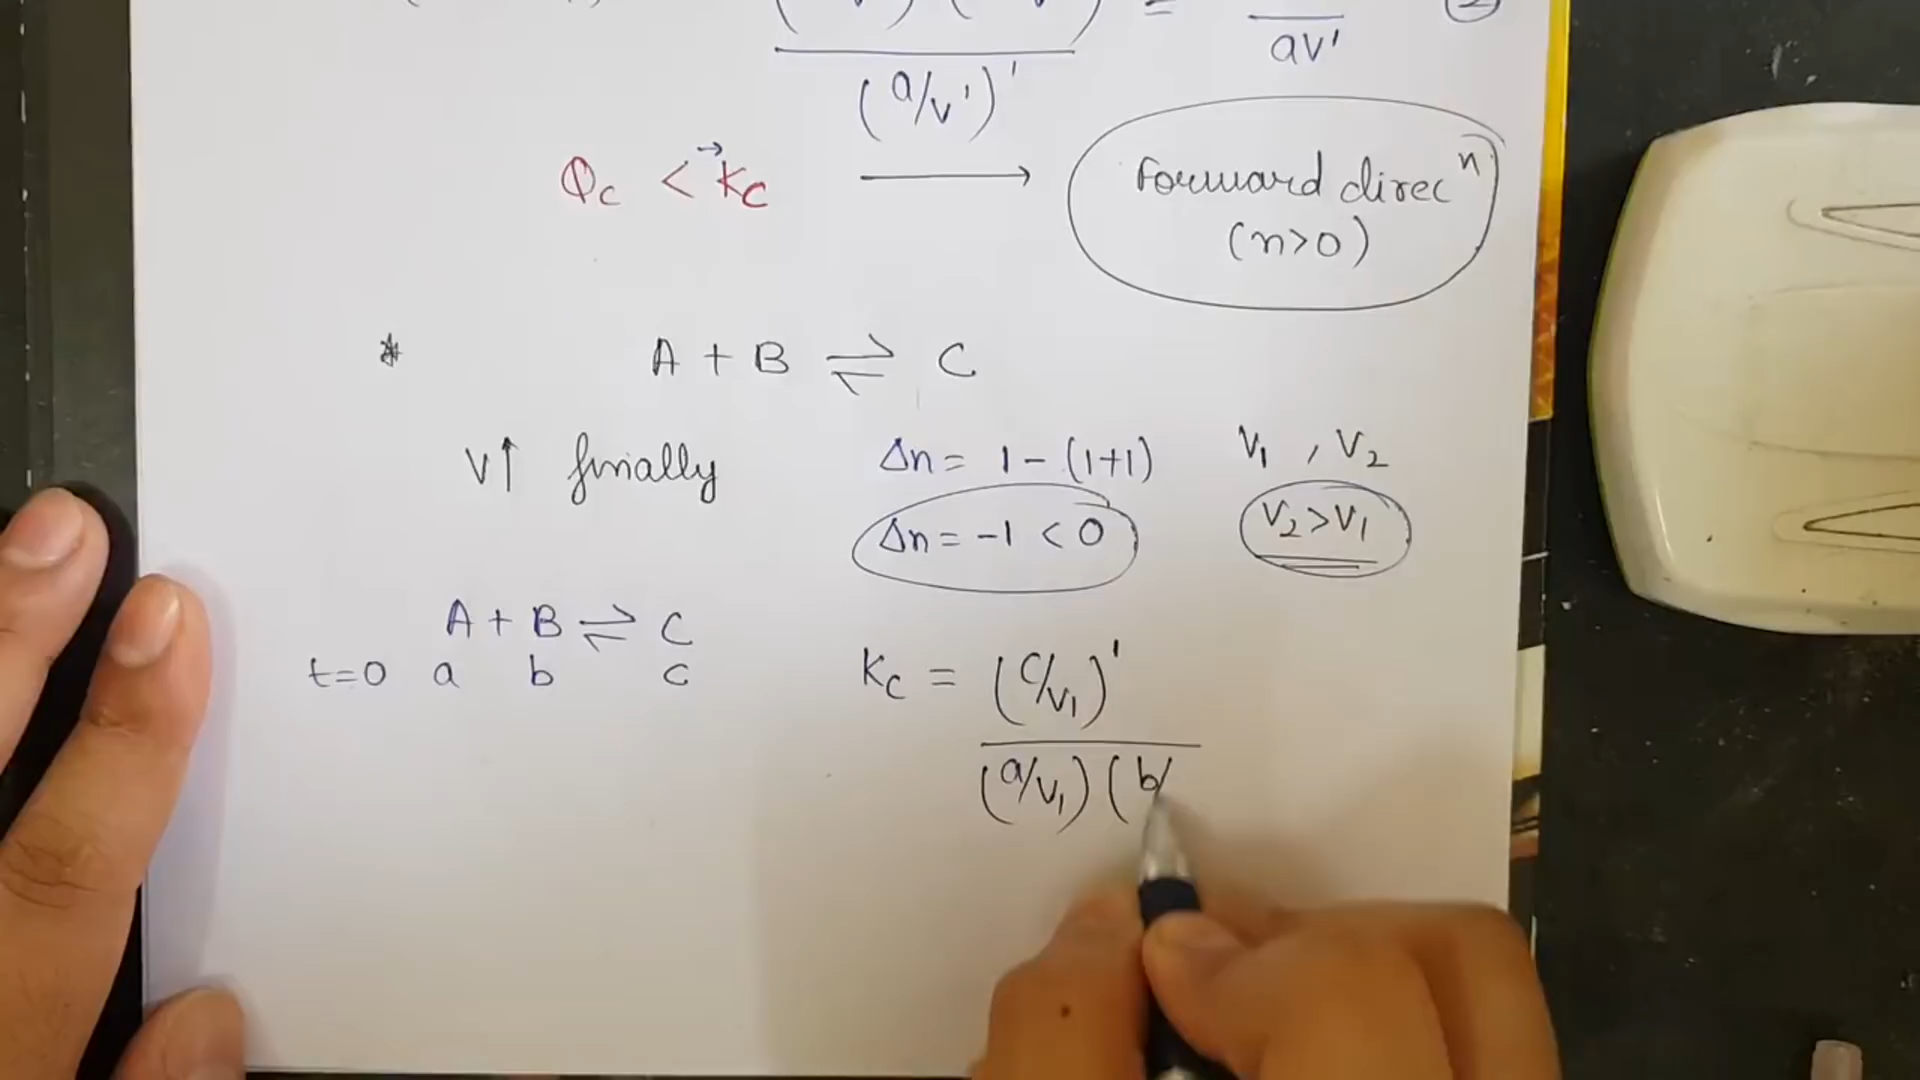 av'
(a/v')'
Qc < Kc ⟶ Forward direcⁿ
(n>0)
* A + B ⇌ C
V↑ finally Δn = 1 - (1+1) V₁ , V₂
Δn = -1 < 0 V₂>V₁
A + B ⇌ C
t=0 a b c
Kc = (c/v₁)'
(a/v₁) (b/